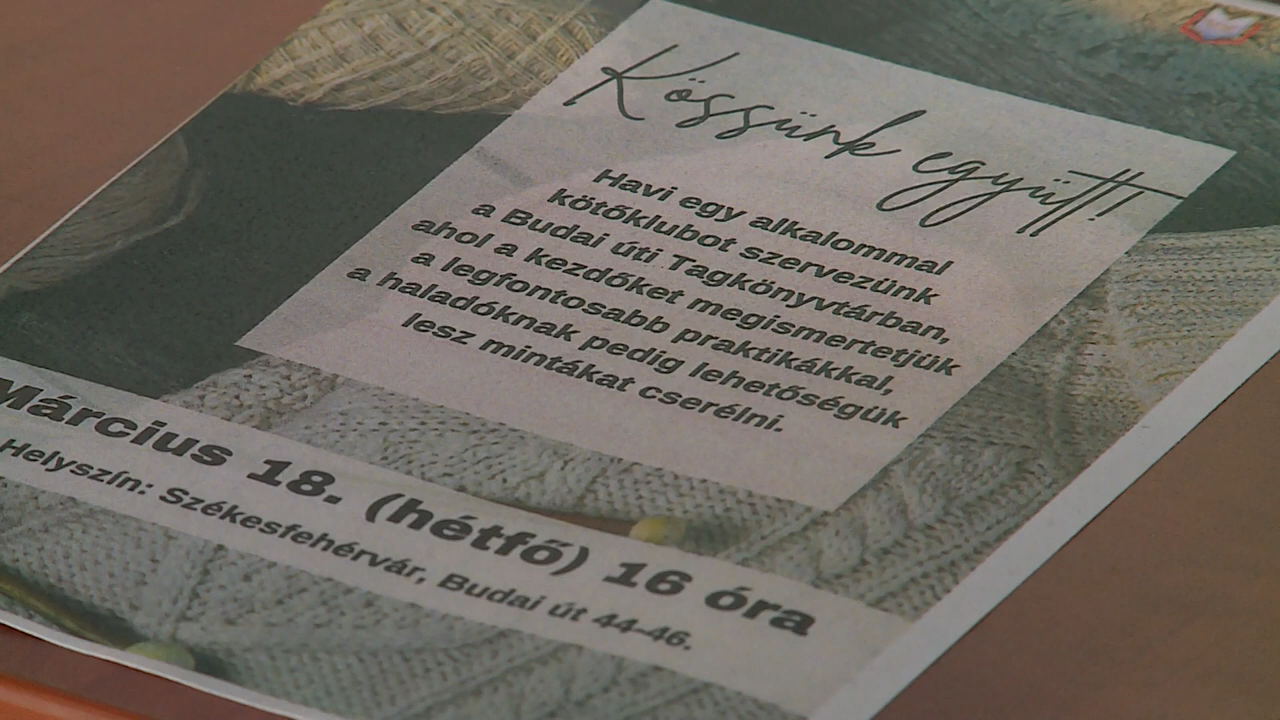 Kössünk együtt!
Havi egy alkalommal
kötőklubot szervezünk
a Budai úti Tagkönyvtárban,
ahol a kezdőket megismertetjük
a legfontosabb praktikákkal,
a haladóknak pedig lehetőségük
lesz mintákat cserélni.
Március 18. (hétfő) 16 óra
Helyszín: Székesfehérvár, Budai út 44-46.